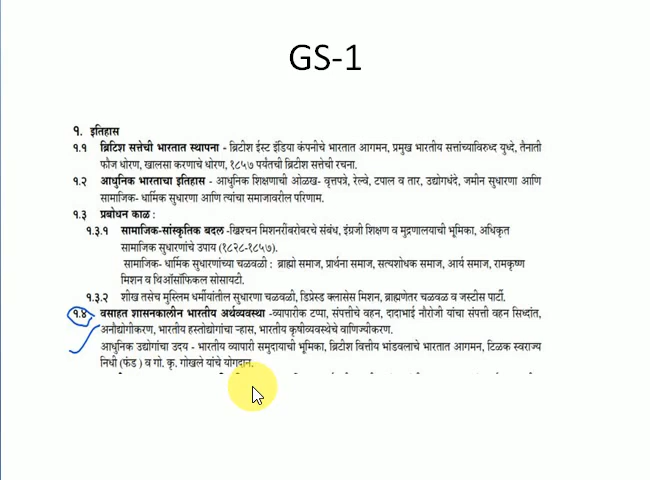 GS-1
१. इतिहास
१.१ ब्रिटिश सत्तेची भारतात स्थापना - ब्रिटीश ईस्ट इंडिया कंपनीचे भारतात आगमन, प्रमुख भारतीय सत्तांच्याविरुध्द युध्दे, तैनाती
फौज धोरण, खालसा करणाचे धोरण, १८५७ पर्यंतची ब्रिटीश सत्तेची रचना.
१.२ आधुनिक भारताचा इतिहास - आधुनिक शिक्षणाची ओळख- वृत्तपत्रे, रेल्वे, टपाल व तार, उद्योगधंदे, जमीन सुधारणा आणि
सामाजिक- धार्मिक सुधारणा आणि त्यांचा समाजावरील परिणाम.
१.३ प्रबोधन काळ :
१.३.१ सामाजिक-सांस्कृतिक बदल -ख्रिश्चन मिशनरींबरोबरचे संबंध, इंग्रजी शिक्षण व मुद्रणालयाची भूमिका, अधिकृत
सामाजिक सुधारणांचे उपाय (१८२८-१८५७).
सामाजिक- धार्मिक सुधारणांच्या चळवळी : ब्राह्मो समाज, प्रार्थना समाज, सत्यशोधक समाज, आर्य समाज, रामकृष्ण
मिशन व थिऑसॉफिकल सोसायटी.
१.३.२ शीख तसेच मुस्लिम धर्मीयांतील सुधारणा चळवळी, डिप्रेस्ड क्लासेस मिशन, ब्राह्मणेतर चळवळ व जस्टीस पार्टी.
१.४ वसाहत शासनकालीन भारतीय अर्थव्यवस्था -व्यापारीक टप्पा, संपत्तीचे वहन, दादाभाई नौरोजी यांचा संपत्ती वहन सिध्दांत,
अनौद्योगीकरण, भारतीय हस्तोद्योगांचा ऱ्हास, भारतीय कृषीव्यवस्थेचे वाणिज्यीकरण.
आधुनिक उद्योगांचा उदय - भारतीय व्यापारी समुदायाची भूमिका, ब्रिटीश वित्तीय भांडवलाचे भारतात आगमन, टिळक स्वराज्य
निधी (फंड) व गो. कृ. गोखले यांचे योगदान.